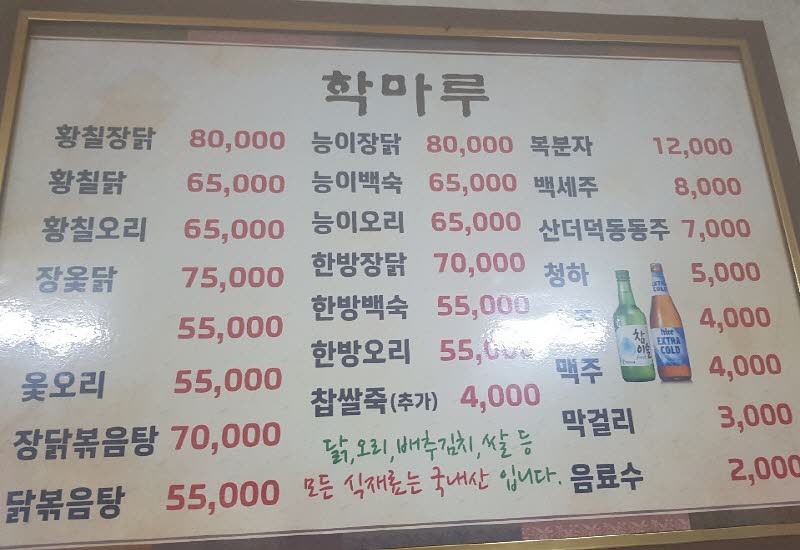 학마루
황칠장닭 80,000
황칠닭 65,000
황칠오리 65,000
장옻닭 75,000
55,000
옻오리 55,000
장닭볶음탕 70,000
닭볶음탕 55,000
능이장닭 80,000
능이백숙 65,000
능이오리 65,000
한방장닭 70,000
한방백숙 55,000
한방오리 55,000
찹쌀죽(추가) 4,000
닭,오리,배추김치,쌀 등
모든 식재료는 국내산 입니다.
복분자 12,000
백세주 8,000
산더덕동동주 7,000
청하 5,000
주 4,000
맥주 4,000
막걸리 3,000
음료수 2,000
참이슬
EXTRA COLD
hite
EXTRA
COLD